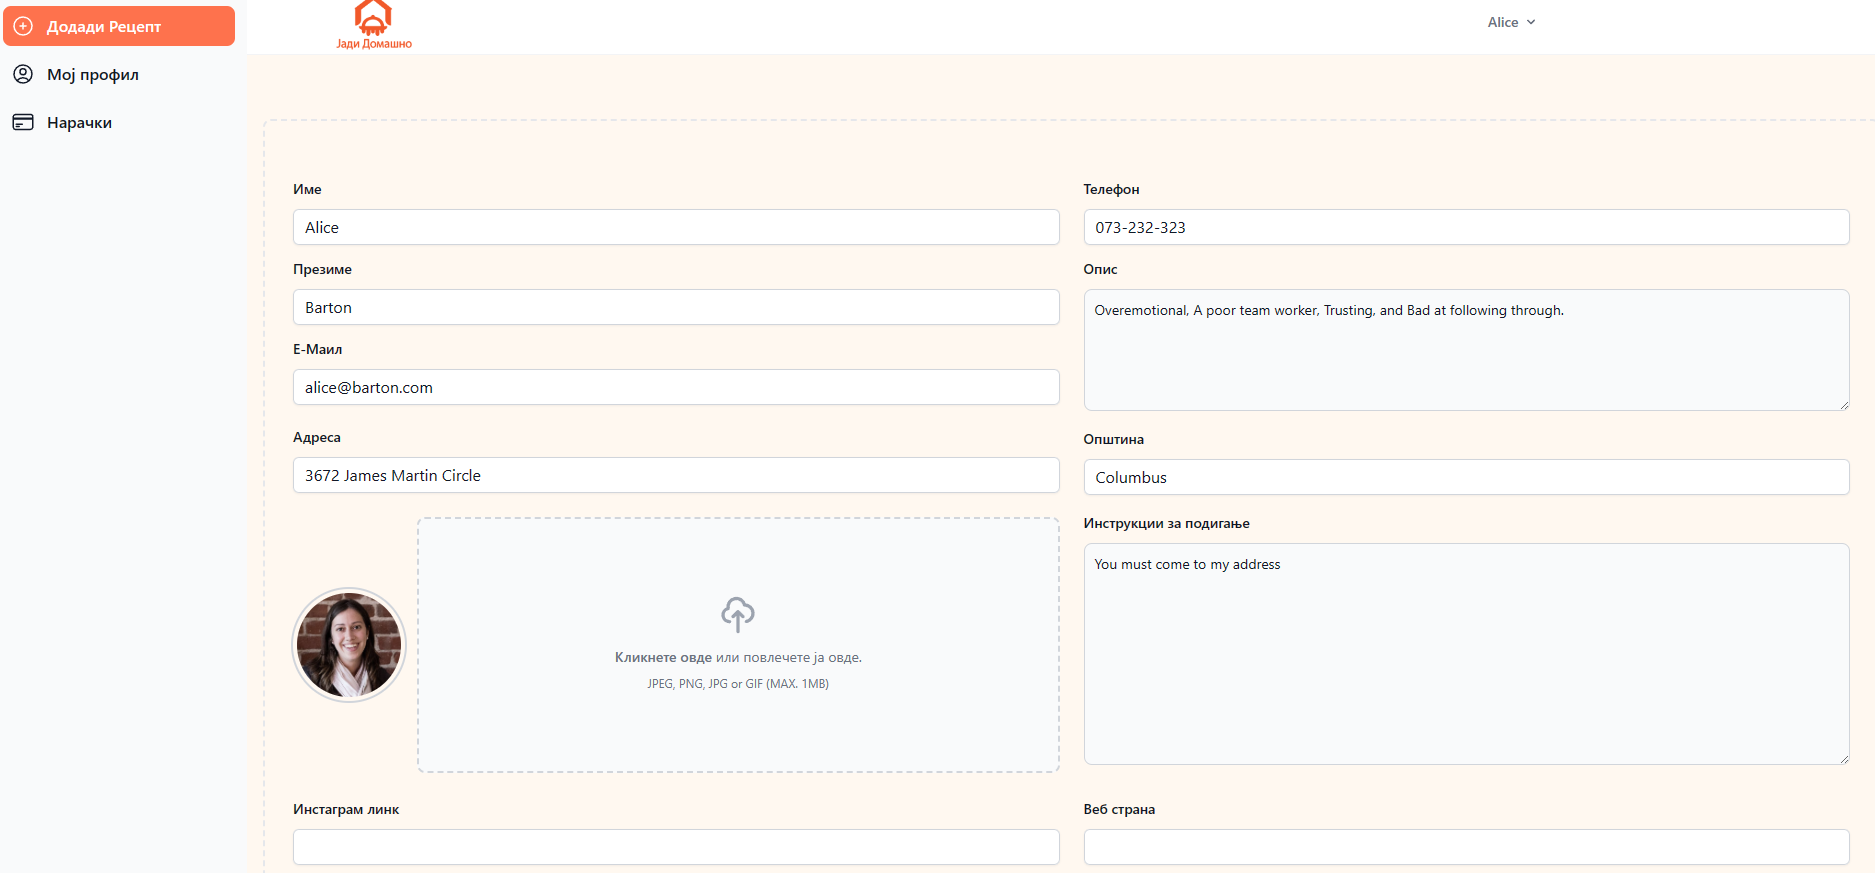 Додади Рецепт
Мој профил
Нарачки
Јади Домашно
Alice
Име
Alice
Презиме
Barton
Е-Маил
alice@barton.com
Адреса
3672 James Martin Circle
Кликнете овде или повлечете ја овде.
JPEG, PNG, JPG or GIF (MAX. 1MB)
Инстаграм линк
Телефон
073-232-323
Опис
Overemotional, A poor team worker, Trusting, and Bad at following through.
Општина
Columbus
Инструкции за подигање
You must come to my address
Веб страна